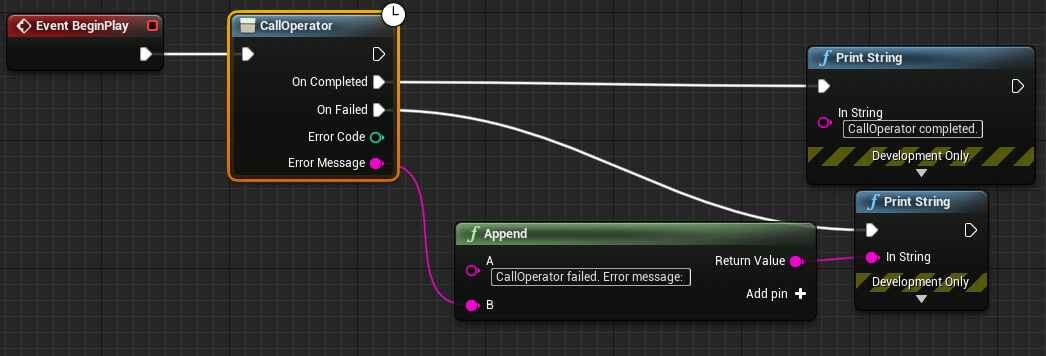 Event BeginPlay
CallOperator
On Completed
On Failed
Error Code
Error Message
Print String
In String
CallOperator completed.
Development Only
Print String
In String
Development Only
Append
A
CallOperator failed. Error message:
Return Value
Add pin
B